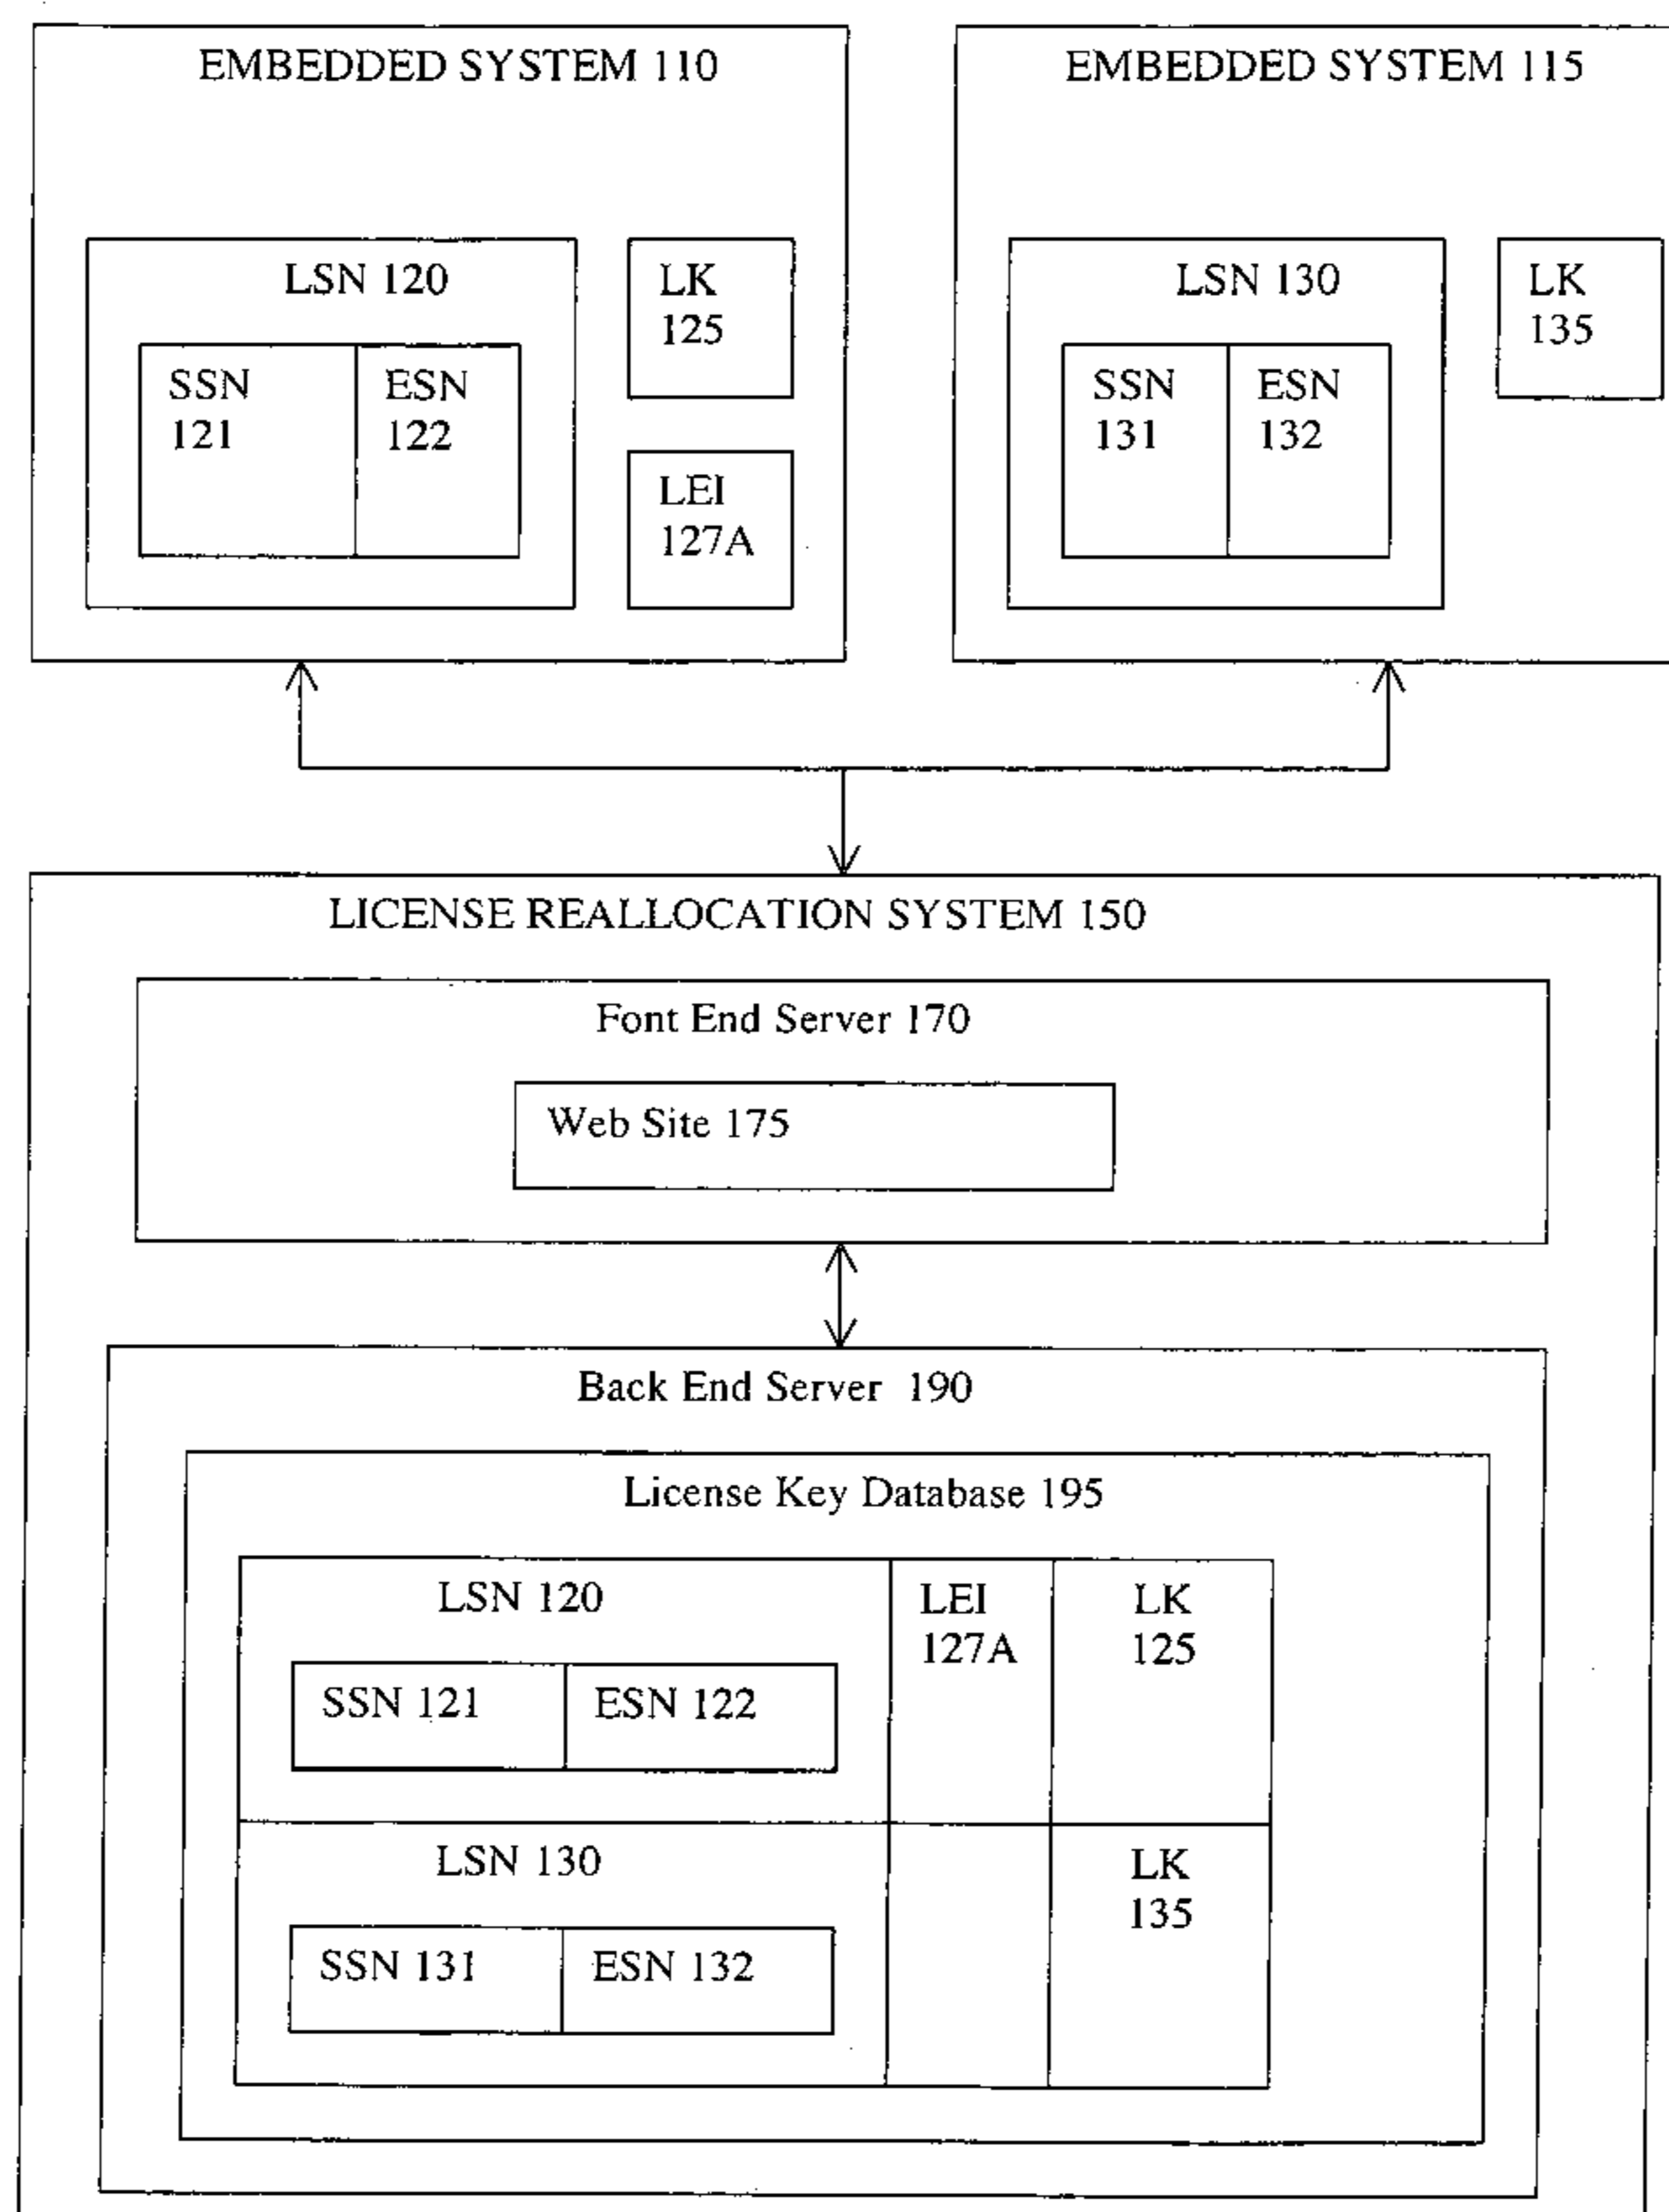 EMBEDDED SYSTEM 110
LSN 120
SSN
121
ESN
122
LK
125
LEI
127A
EMBEDDED SYSTEM 115
LSN 130
SSN
131
ESN
132
LK
135
LICENSE REALLOCATION SYSTEM 150
Font End Server 170
Web Site 175
Back End Server 190
License Key Database 195
LSN 120
SSN 121
ESN 122
LEI
127A
LK
125
LSN 130
SSN 131
ESN 132
LK
135